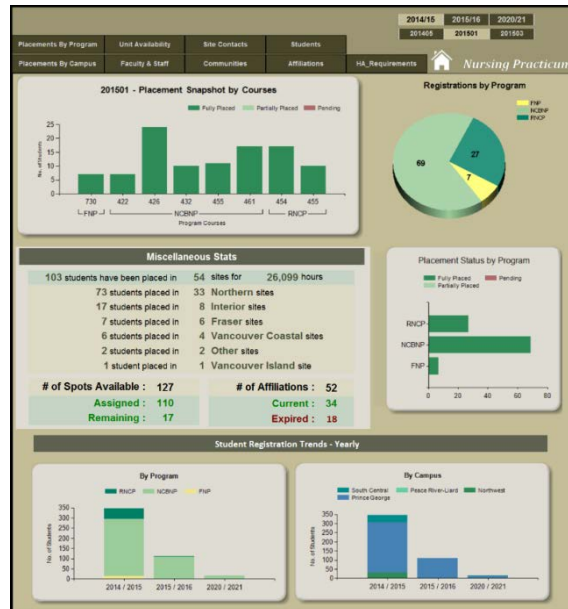 2014/15 2015/16 2020/21
201405 201501 201503
Placements By Program Unit Availability Site Contacts Students
Placements By Campus Faculty & Staff Communities Affiliations HA_Requirements Nursing Practicum
201501 - Placement Snapshot by Courses
Fully Placed Partially Placed Pending
No. of Students
25
20
15
10
5
0
730 422 426 432 455 461 454 455
FNP NCBNP RNCP
Program Courses
Registrations by Program
FNP
NCBNP
RNCP
69
27
7
Miscellaneous Stats
103 students have been placed in 54 sites for 26,099 hours
73 students placed in 33 Northern sites
17 students placed in 8 Interior sites
7 students placed in 6 Fraser sites
6 students placed in 4 Vancouver Coastal sites
2 students placed in 2 Other sites
1 student placed in 1 Vancouver Island site
# of Spots Available : 127
Assigned : 110
Remaining : 17
# of Affiliations : 52
Current : 34
Expired : 18
Placement Status by Program
Fully Placed Pending
Partially Placed
RNCP
NCBNP
FNP
0 20 40 60 80
Student Registration Trends - Yearly
By Program
RNCP NCBNP FNP
No. of Students
350
300
250
200
150
100
50
0
2014 / 2015 2015 / 2016 2020 / 2021
By Campus
South Central Peace River-Liard Northwest
Prince George
No. of Students
350
300
250
200
150
100
50
0
2014 / 2015 2015 / 2016 2020 / 2021